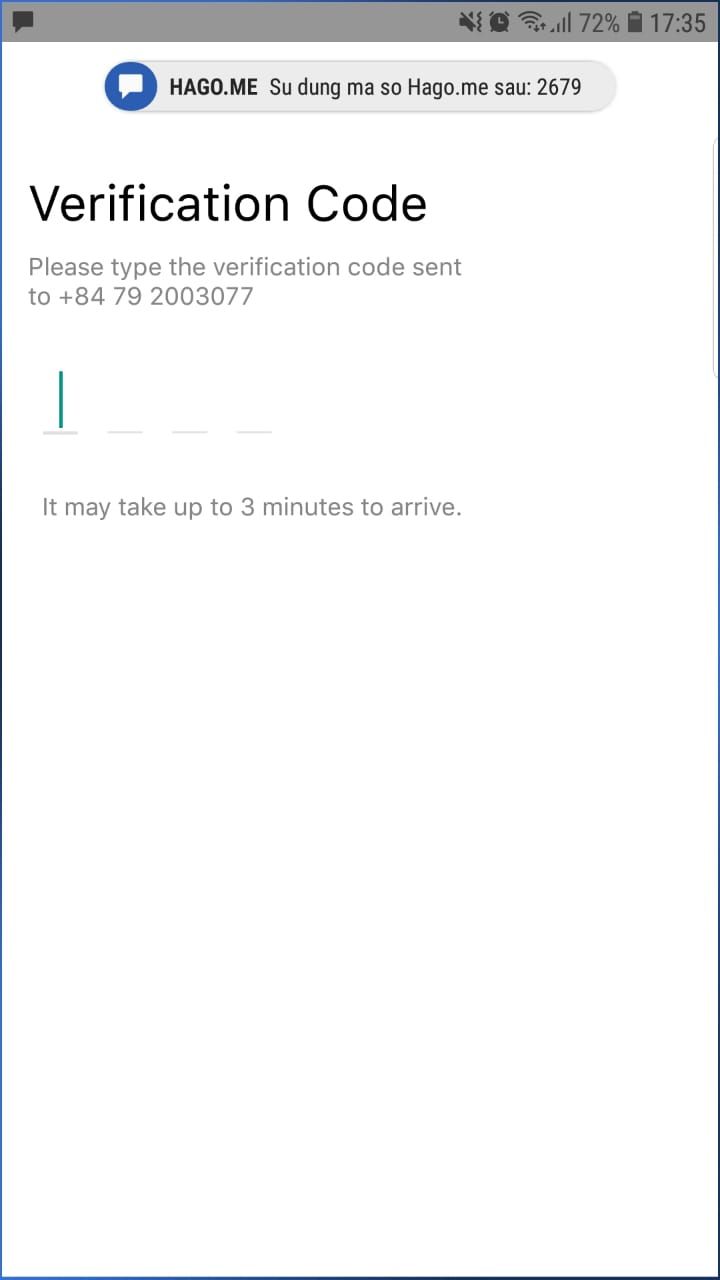 72% 17:35
HAGO.ME Su dung ma so Hago.me sau: 2679
Verification Code
Please type the verification code sent
to +84 79 2003077
It may take up to 3 minutes to arrive.